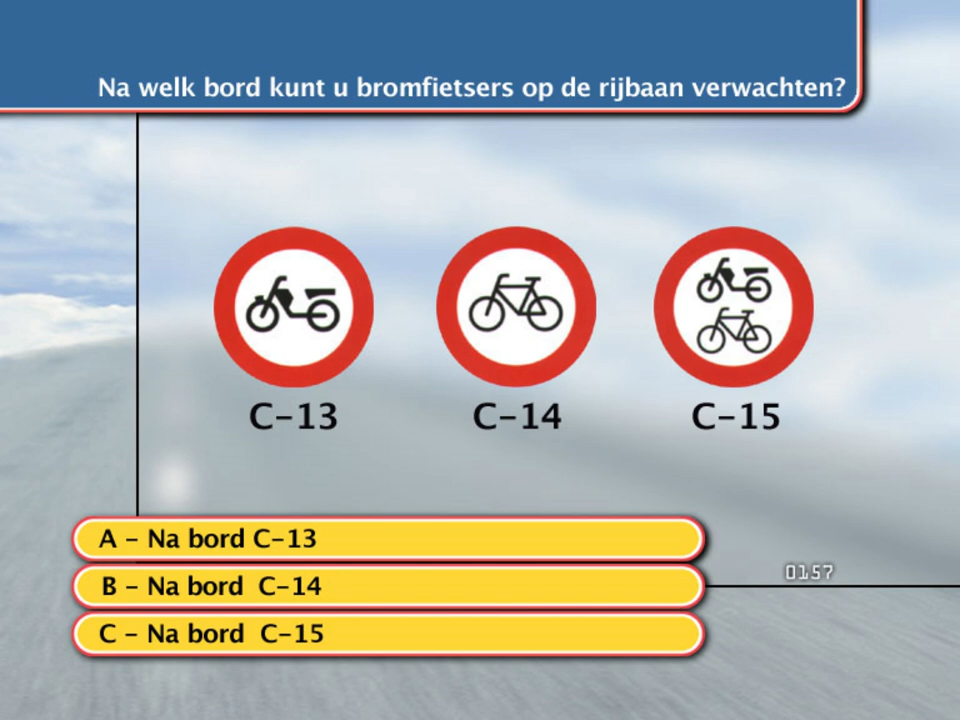 Na welk bord kunt u bromfietsers op de rijbaan verwachten?
C-13 C-14 C-15
A - Na bord C-13
B - Na bord C-14
C - Na bord C-15
0157